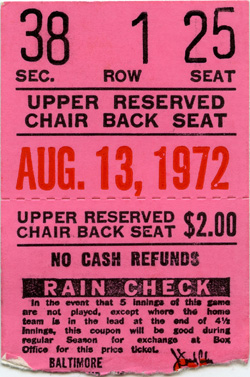 38 1 25
SEC. ROW SEAT
UPPER RESERVED
CHAIR BACK SEAT
AUG. 13, 1972
UPPER RESERVED
CHAIR BACK SEAT $2.00
NO CASH REFUNDS
RAIN CHECK
In the event that 5 innings of this game
are not played, except where the home
team is in the lead at the end of 4½
Innings, this coupon will be good during
regular Season for exchange at Box
Office for this price ticket.
BALTIMORE